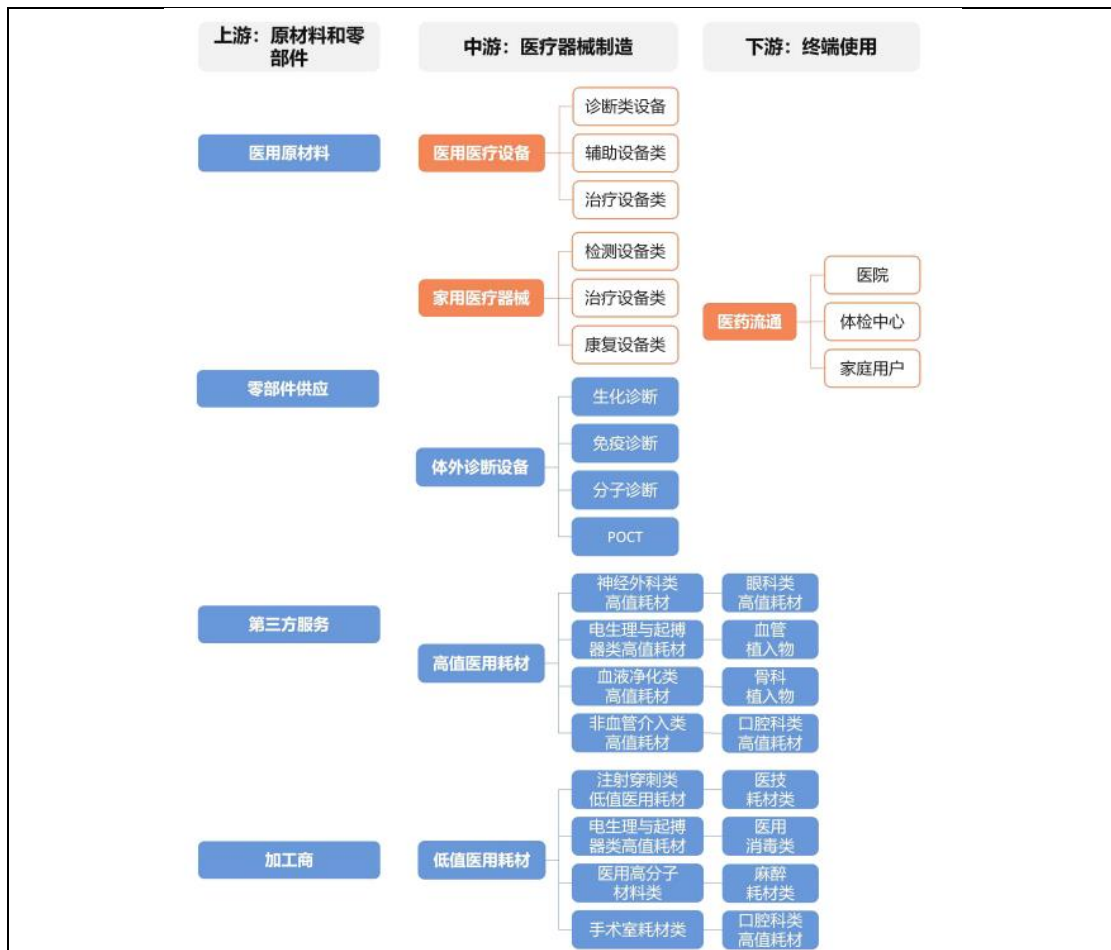 上游：原材料和零
部件
中游：医疗器械制造
下游：终端使用
医用原材料
零部件供应
第三方服务
加工商
医用医疗设备
诊断类设备
辅助设备类
治疗设备类
家用医疗器械
检测设备类
治疗设备类
康复设备类
体外诊断设备
生化诊断
免疫诊断
分子诊断
POCT
高值医用耗材
神经外科类
高值耗材
眼科类
高值耗材
电生理与起搏
器类高值耗材
血管
植入物
血液净化类
高值耗材
骨科
植入物
非血管介入类
高值耗材
口腔科类
高值耗材
低值医用耗材
注射穿刺类
低值医用耗材
医技
耗材类
电生理与起搏
器类高值耗材
医用
消毒类
医用高分子
材料类
麻醉
耗材类
手术室耗材类
口腔科类
高值耗材
医药流通
医院
体检中心
家庭用户